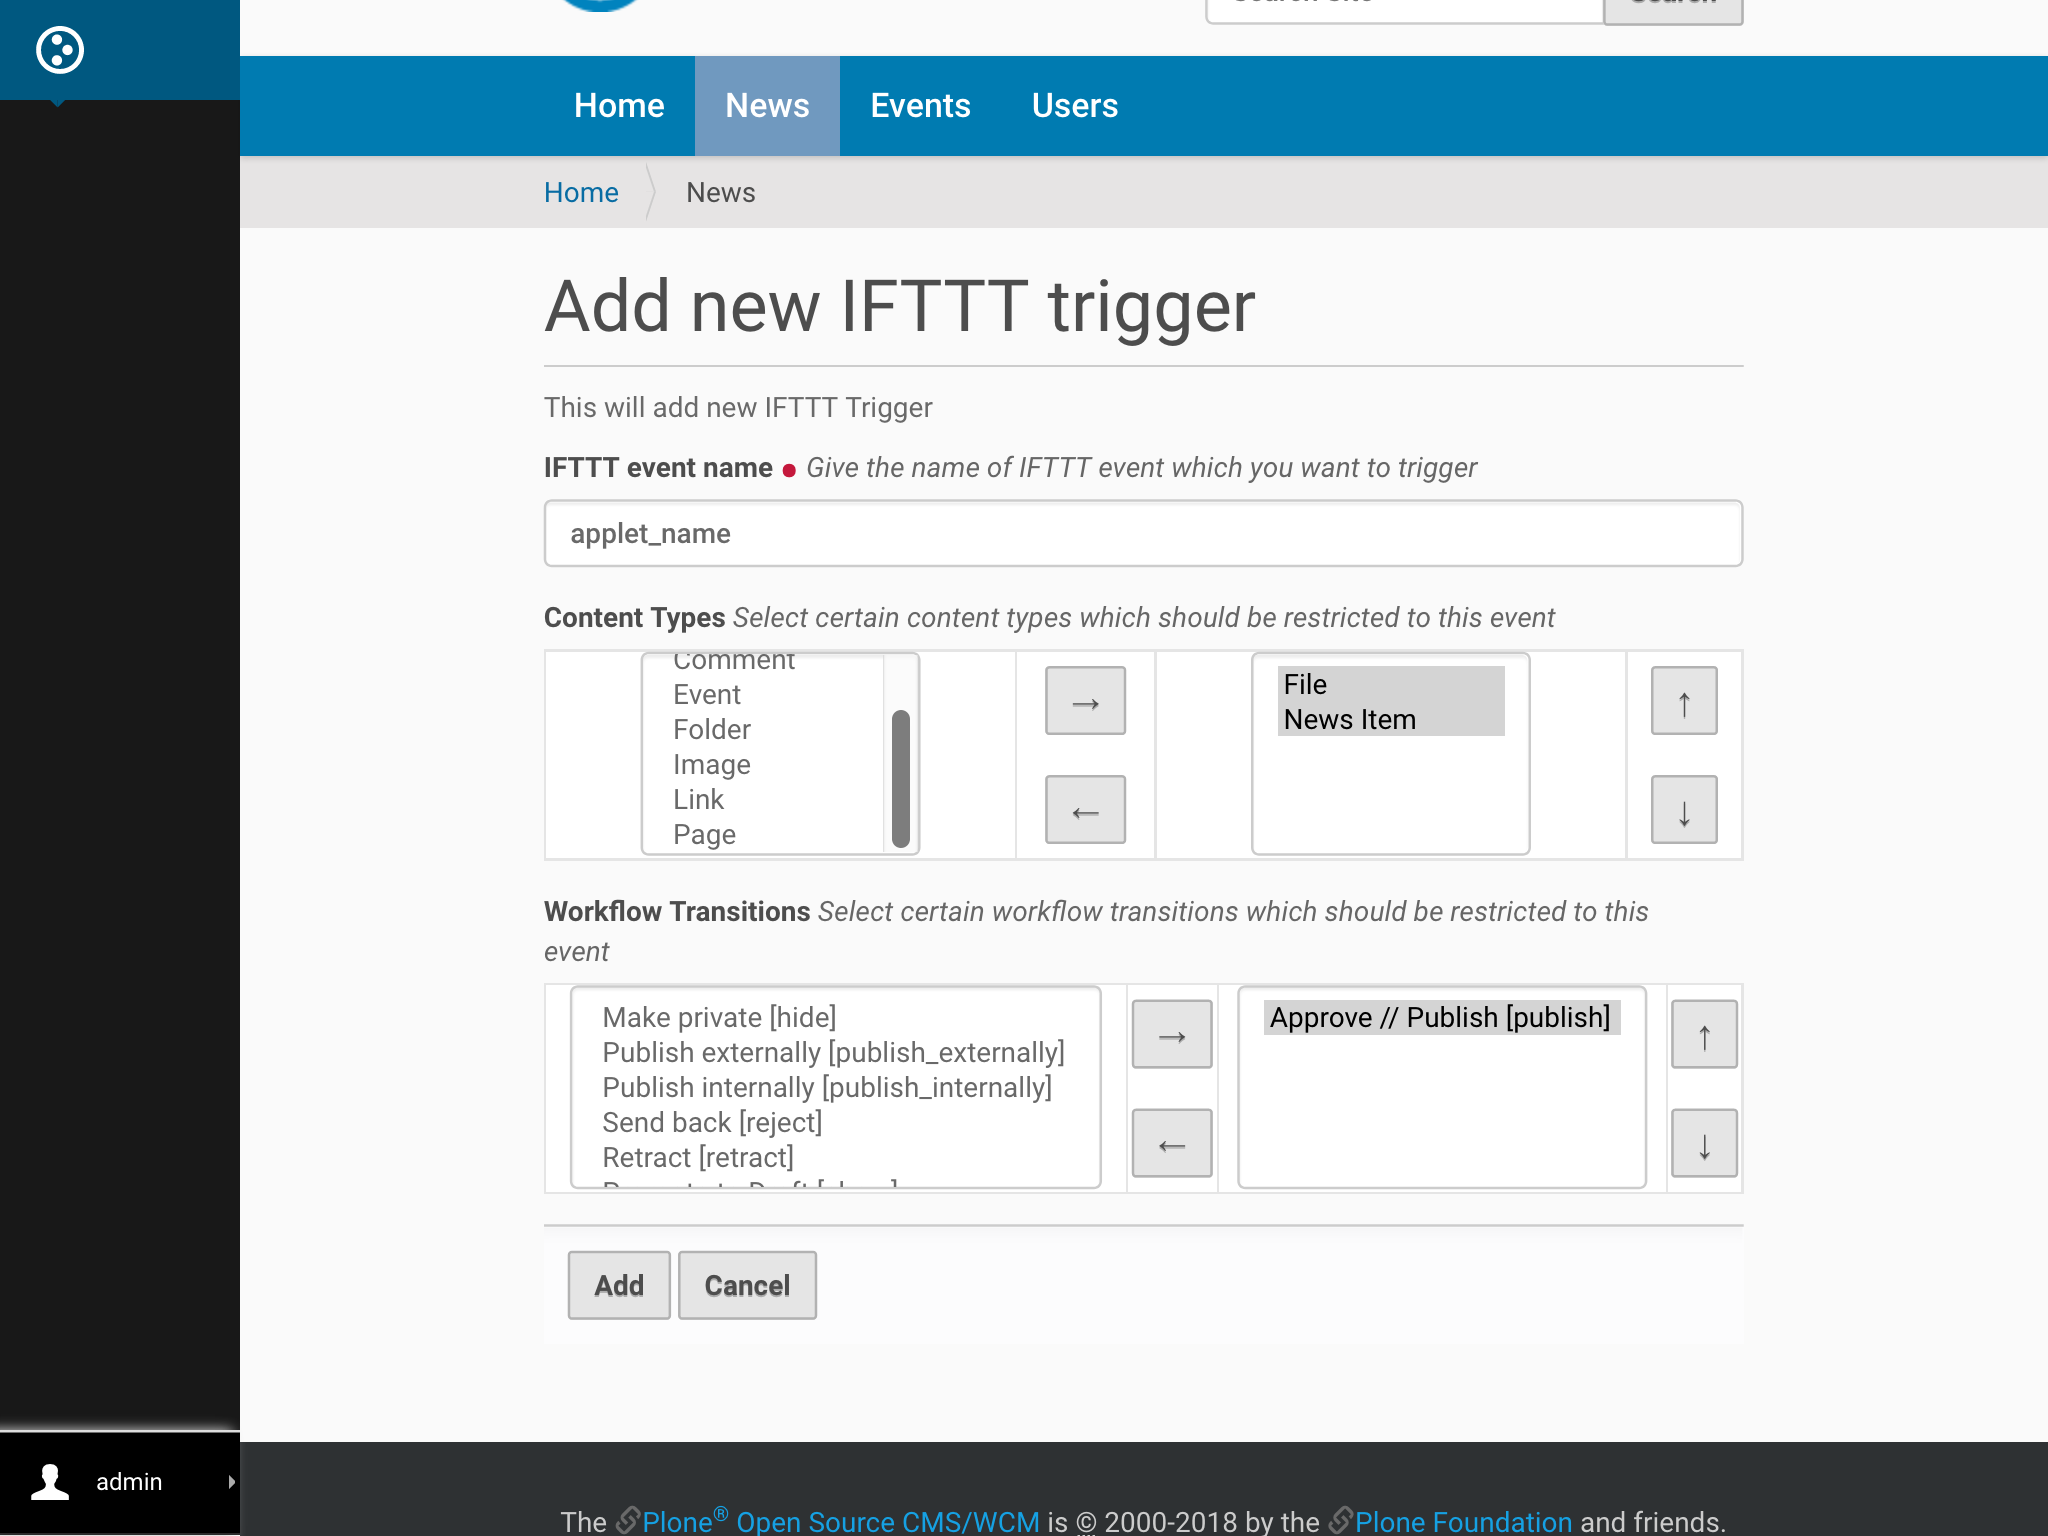 Home News Events Users
Home News
Add new IFTTT trigger
This will add new IFTTT Trigger
IFTTT event name • Give the name of IFTTT event which you want to trigger
applet_name
Content Types Select certain content types which should be restricted to this event
Comment
Event
Folder
Image
Link
Page
→
←
File
News Item
↑
↓
Workflow Transitions Select certain workflow transitions which should be restricted to this
event
Make private [hide]
Publish externally [publish_externally]
Publish internally [publish_internally]
Send back [reject]
Retract [retract]
→
←
Approve // Publish [publish]
↑
↓
Add Cancel
admin
The Plone® Open Source CMS/WCM is © 2000-2018 by the Plone Foundation and friends.